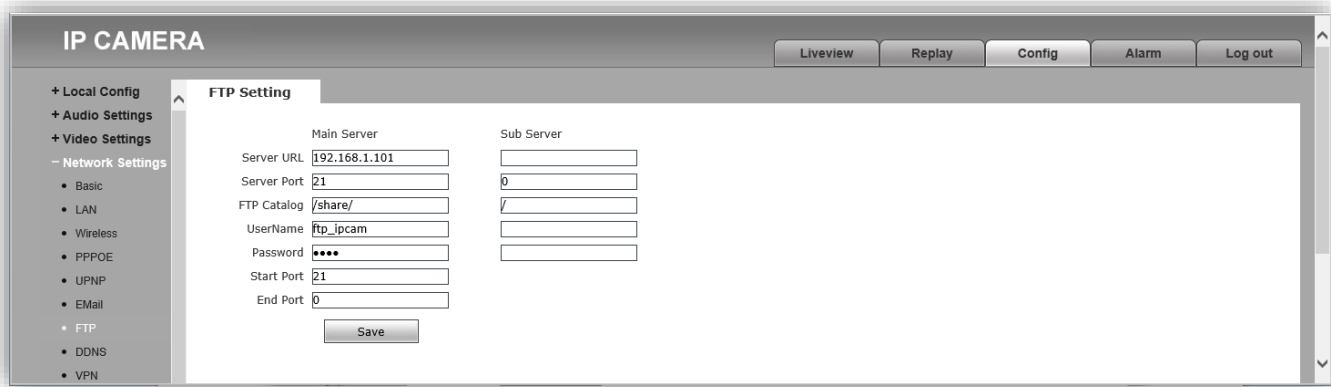 IP CAMERA
Liveview Replay Config Alarm Log out
+ Local Config
+ Audio Settings
+ Video Settings
− Network Settings
• Basic
• LAN
• Wireless
• PPPOE
• UPNP
• EMail
• FTP
• DDNS
• VPN
FTP Setting
Main Server Sub Server
Server URL 192.168.1.101
Server Port 21 0
FTP Catalog /share/ /
UserName ftp_ipcam
Password ••••
Start Port 21
End Port 0
Save